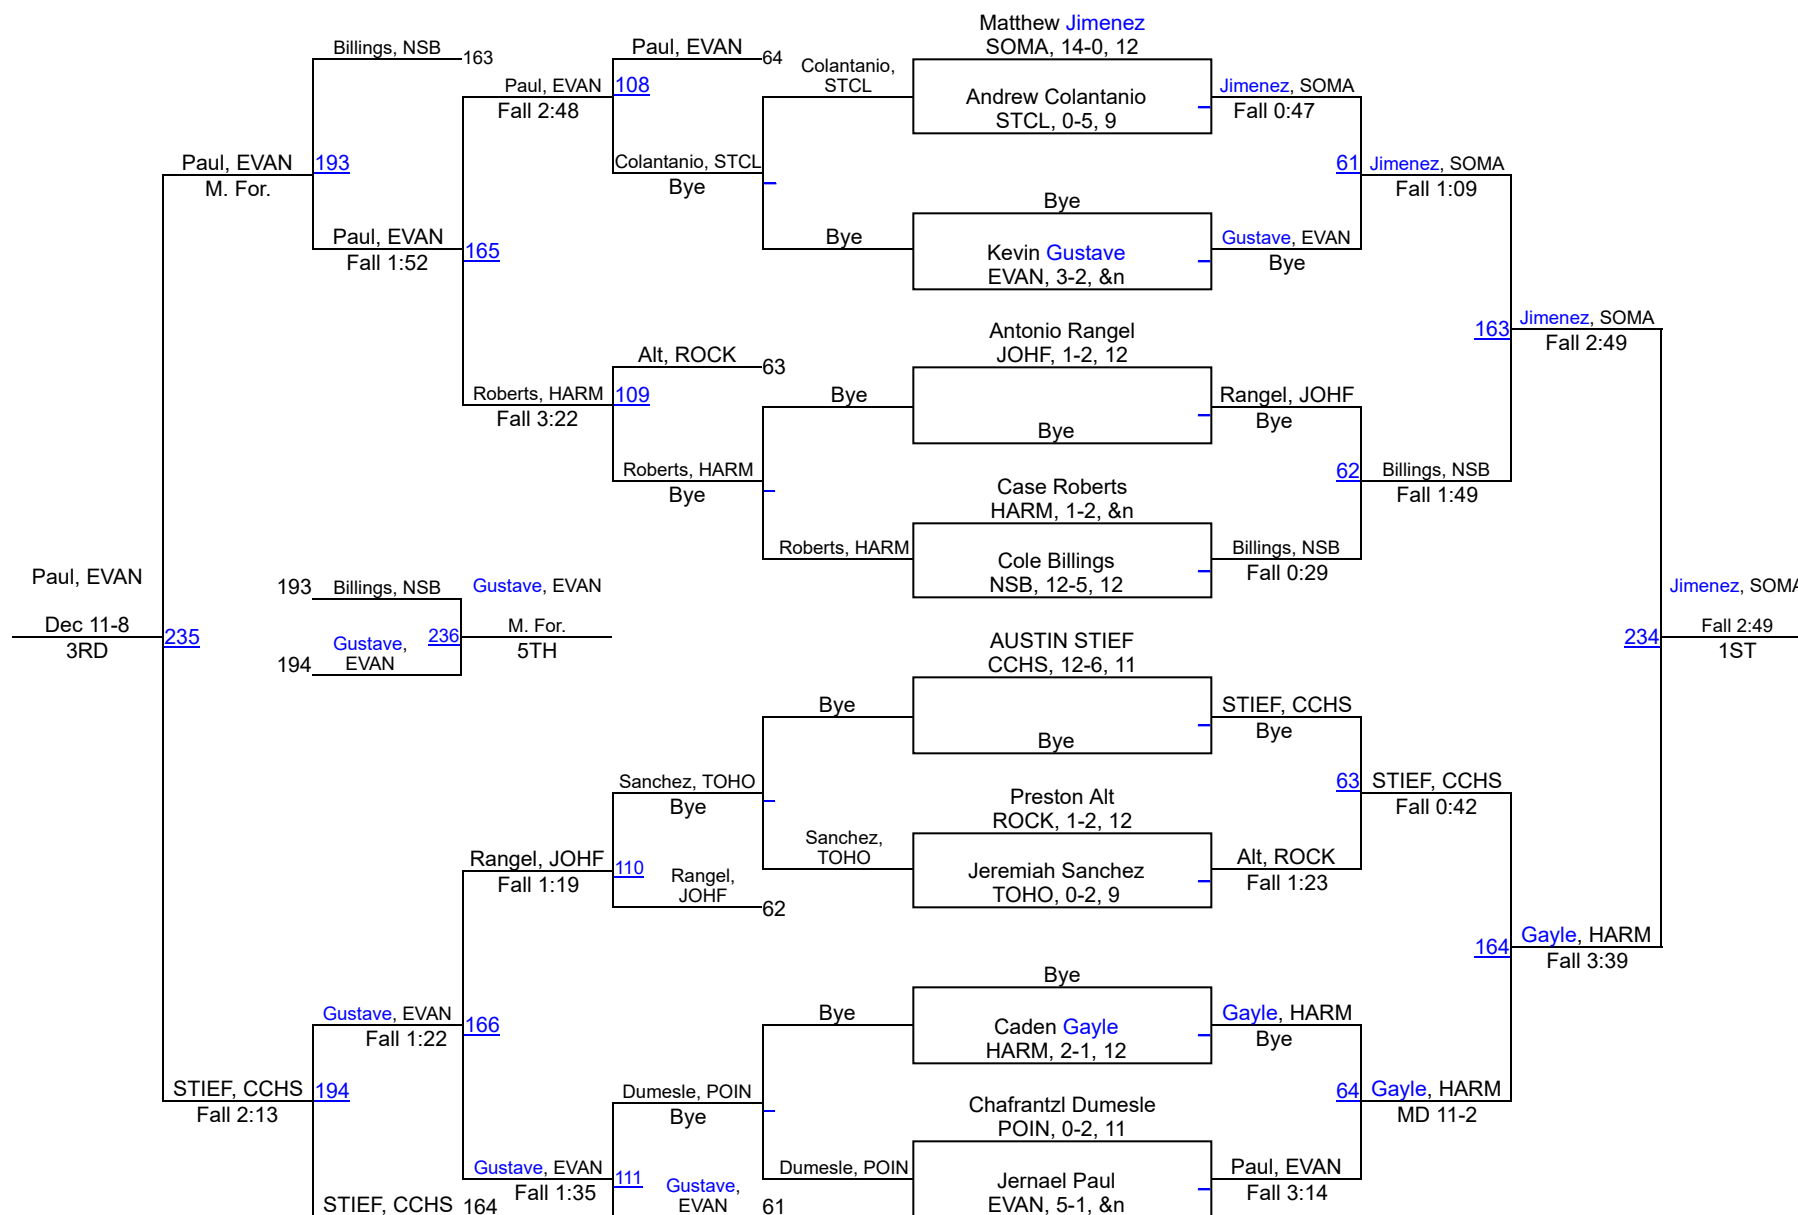 Matthew Jimenez
SOMA, 14-0, 12
Billings, NSB
163
Paul, EVAN
64
Colantanio,
STCL
Paul, EVAN
108
Fall 2:48
Andrew Colantanio
STCL, 0-5, 9
Jimenez, SOMA
Fall 0:47
Paul, EVAN
193
M. For.
Colantanio, STCL
Bye
61
Jimenez, SOMA
Fall 1:09
Bye
Paul, EVAN
165
Fall 1:52
Bye
Kevin Gustave
EVAN, 3-2, &n
Gustave, EVAN
Bye
Antonio Rangel
JOHF, 1-2, 12
163
Jimenez, SOMA
Fall 2:49
Alt, ROCK
63
Roberts, HARM
109
Fall 3:22
Bye
Bye
Rangel, JOHF
Bye
Roberts, HARM
Bye
62
Billings, NSB
Fall 1:49
Case Roberts
HARM, 1-2, &n
Roberts, HARM
Cole Billings
NSB, 12-5, 12
Billings, NSB
Fall 0:29
Paul, EVAN
Dec 11-8
3RD
235
193
Billings, NSB
Gustave, EVAN
194
Gustave,
EVAN
236
M. For.
5TH
Jimenez, SOMA
234
Fall 2:49
1ST
AUSTIN STIEF
CCHS, 12-6, 11
Bye
Bye
STIEF, CCHS
Bye
Sanchez, TOHO
Bye
63
STIEF, CCHS
Fall 0:42
Preston Alt
ROCK, 1-2, 12
Rangel, JOHF
110
Fall 1:19
Rangel,
JOHF
62
Sanchez,
TOHO
Jeremiah Sanchez
TOHO, 0-2, 9
Alt, ROCK
Fall 1:23
164
Gayle, HARM
Fall 3:39
Bye
Gustave, EVAN
166
Fall 1:22
Bye
Caden Gayle
HARM, 2-1, 12
Gayle, HARM
Bye
STIEF, CCHS
194
Fall 2:13
Dumesle, POIN
Bye
64
Gayle, HARM
MD 11-2
Chafrantzl Dumesle
POIN, 0-2, 11
Gustave, EVAN
111
Fall 1:35
Gustave,
EVAN
61
Dumesle, POIN
Jernael Paul
EVAN, 5-1, &n
Paul, EVAN
Fall 3:14
STIEF, CCHS
164